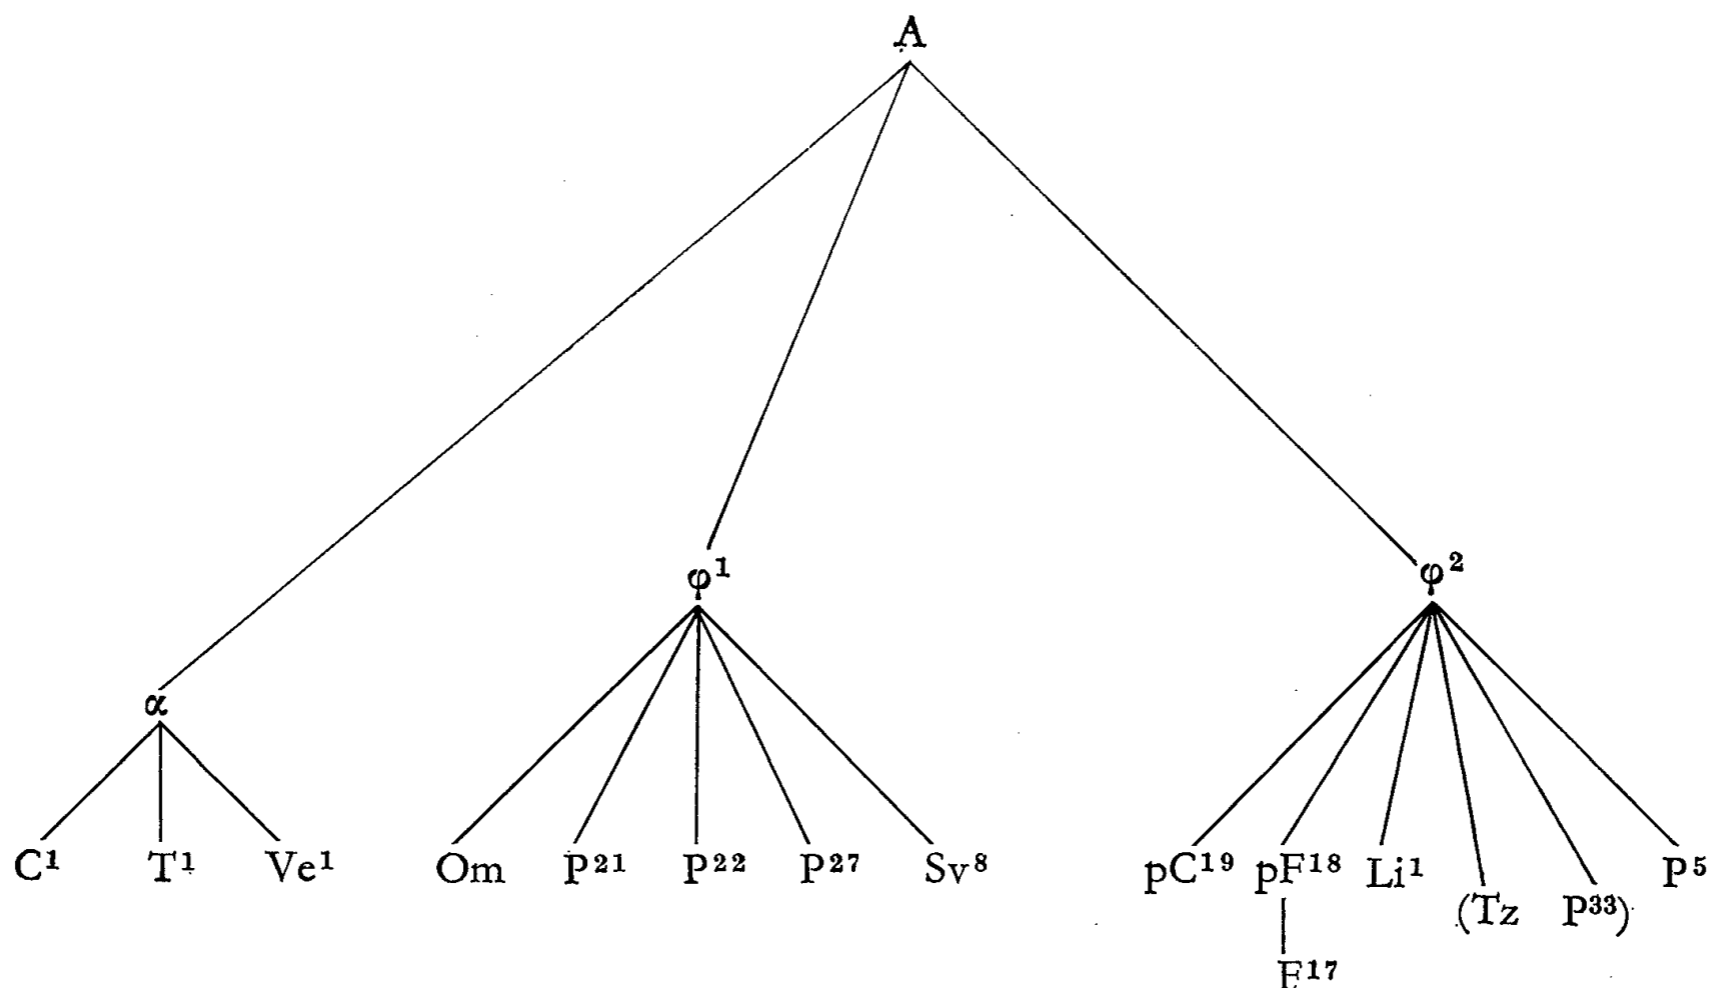 A
φ¹ φ²
α
C¹ T¹ Ve¹ Om P²¹ P²² P²⁷ Sv⁸ pC¹⁹ pF¹⁸ Li¹ P⁵
(Tz P³³)
F¹⁷